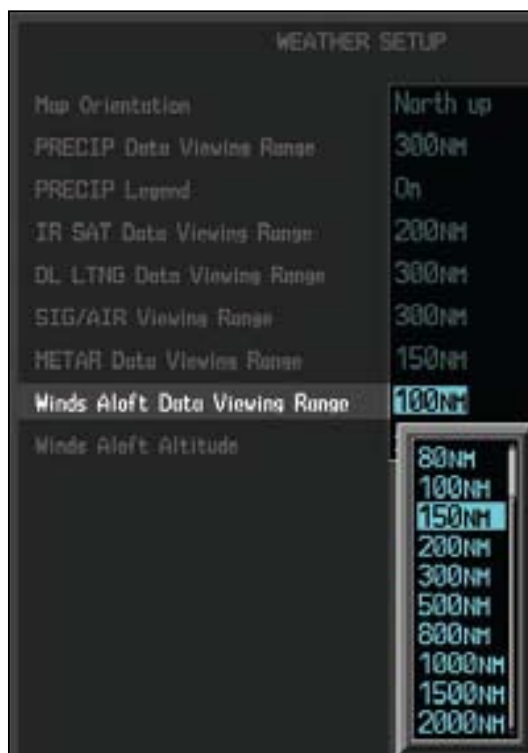 WEATHER SETUP
Map Orientation North up
PRECIP Data Viewing Range 300NM
PRECIP Legend On
IR SAT Data Viewing Range 200NM
DL LTNG Data Viewing Range 300NM
SIG/AIR Viewing Range 300NM
METAR Data Viewing Range 150NM
Winds Aloft Data Viewing Range 100NM
Winds Aloft Altitude
80NM
100NM
150NM
200NM
300NM
500NM
800NM
1000NM
1500NM
2000NM